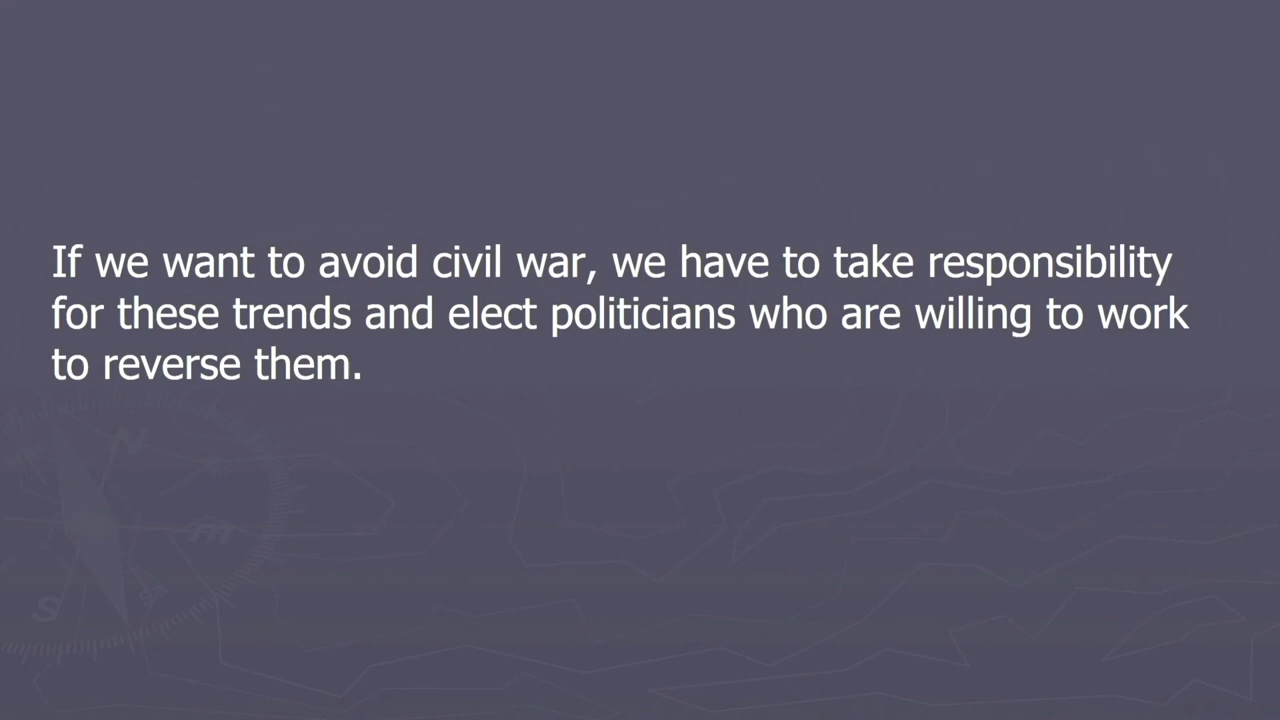 If we want to avoid civil war, we have to take responsibility
for these trends and elect politicians who are willing to work
to reverse them.
N
E
S